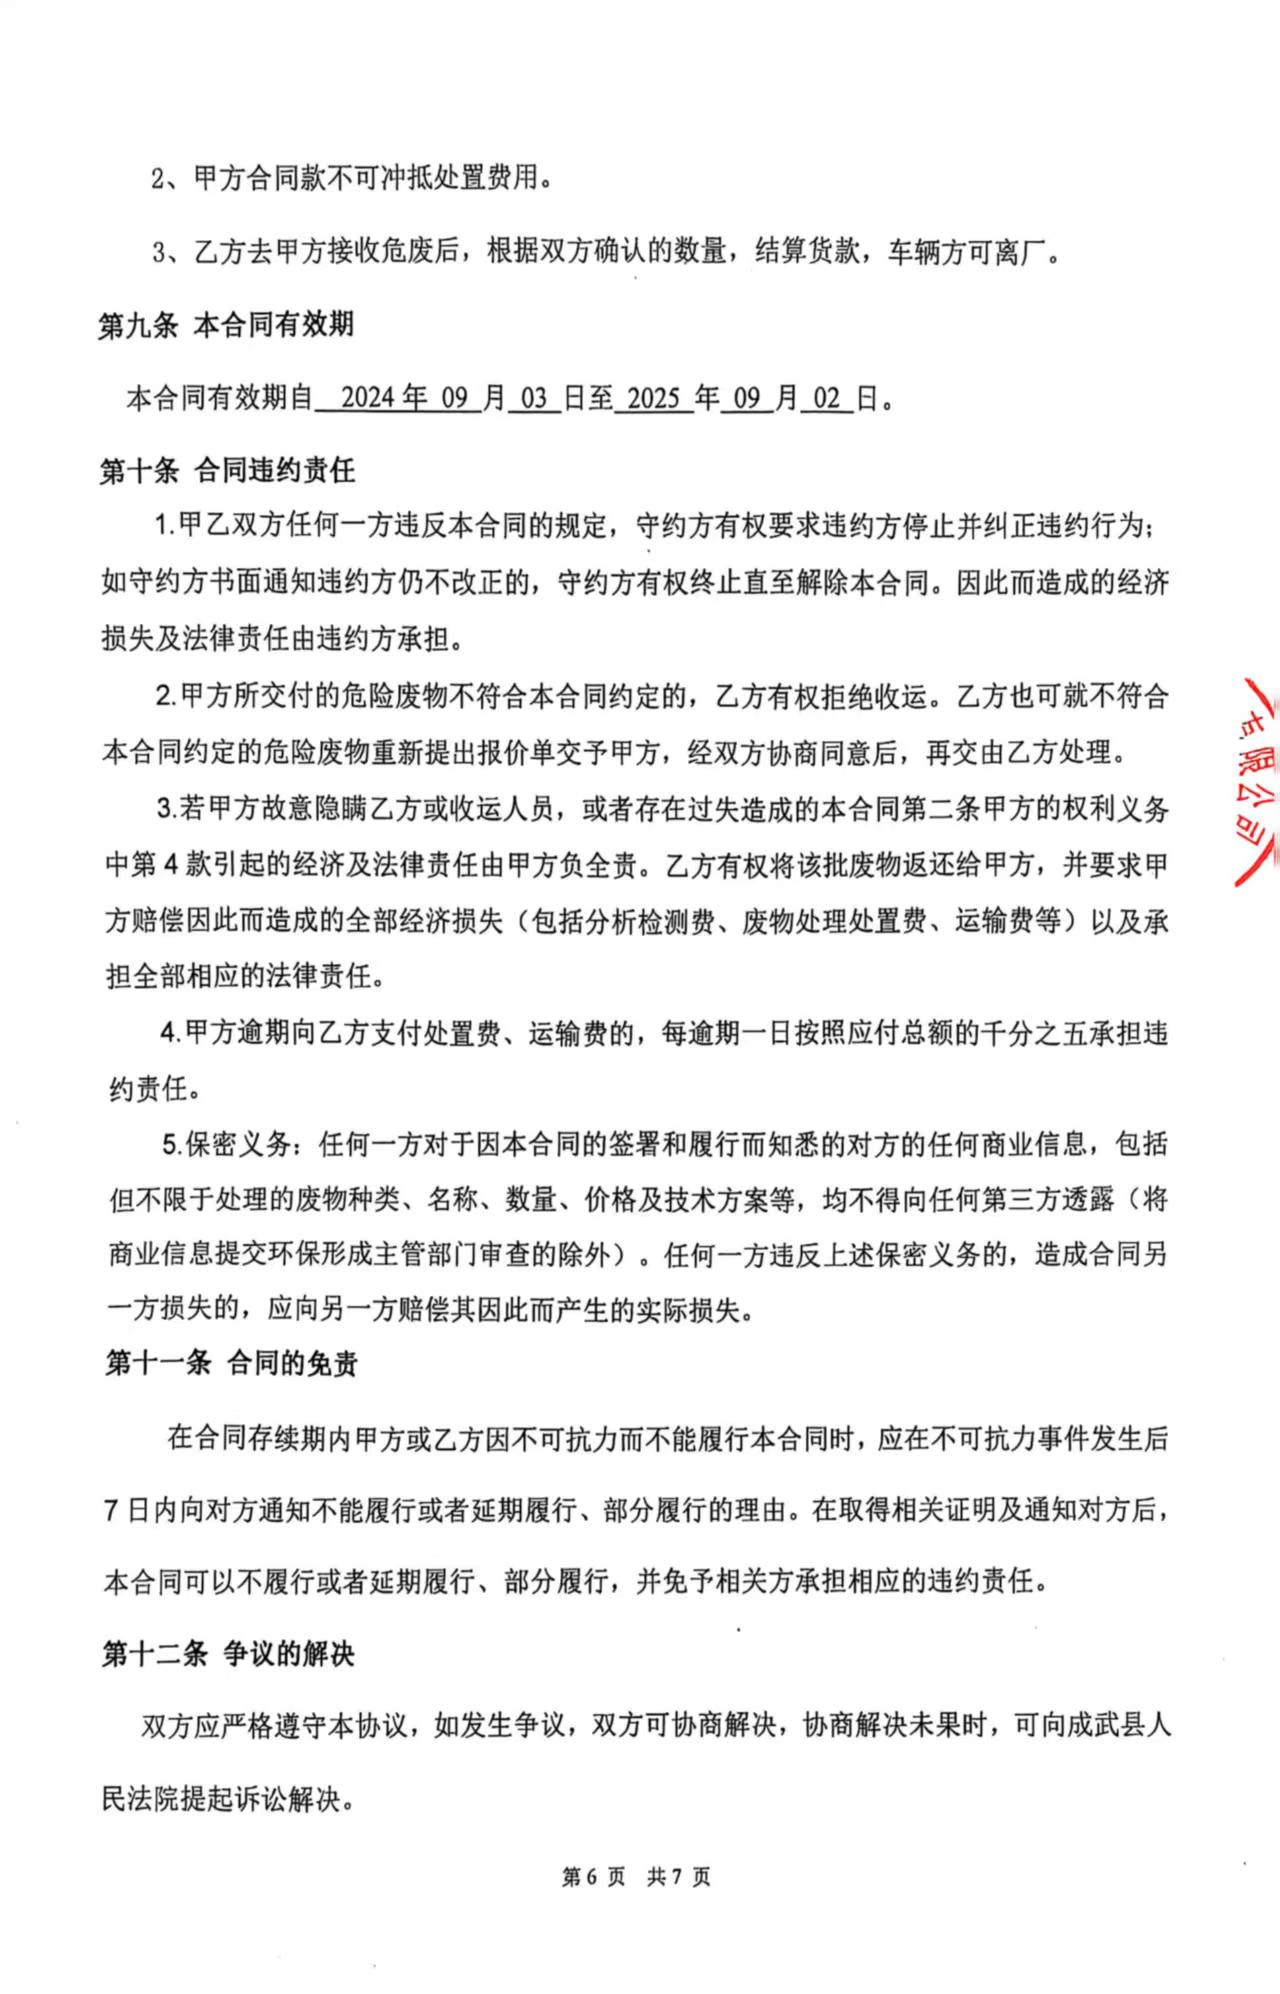 2、甲方合同款不可冲抵处置费用。
3、乙方去甲方接收危废后，根据双方确认的数量，结算货款，车辆方可离厂。
第九条 本合同有效期
本合同有效期自 2024 年 09 月 03 日至 2025 年 09 月 02 日。
第十条 合同违约责任
1.甲乙双方任何一方违反本合同的规定，守约方有权要求违约方停止并纠正违约行为；
如守约方书面通知违约方仍不改正的，守约方有权终止直至解除本合同。因此而造成的经济
损失及法律责任由违约方承担。
2.甲方所交付的危险废物不符合本合同约定的，乙方有权拒绝收运。乙方也可就不符合
本合同约定的危险废物重新提出报价单交予甲方，经双方协商同意后，再交由乙方处理。
3.若甲方故意隐瞒乙方或收运人员，或者存在过失造成的本合同第二条甲方的权利义务
中第 4 款引起的经济及法律责任由甲方负全责。乙方有权将该批废物返还给甲方，并要求甲
方赔偿因此而造成的全部经济损失（包括分析检测费、废物处理处置费、运输费等）以及承
担全部相应的法律责任。
4.甲方逾期向乙方支付处置费、运输费的，每逾期一日按照应付总额的千分之五承担违
约责任。
5.保密义务：任何一方对于因本合同的签署和履行而知悉的对方的任何商业信息，包括
但不限于处理的废物种类、名称、数量、价格及技术方案等，均不得向任何第三方透露（将
商业信息提交环保形成主管部门审查的除外）。任何一方违反上述保密义务的，造成合同另
一方损失的，应向另一方赔偿其因此而产生的实际损失。
第十一条 合同的免责
在合同存续期内甲方或乙方因不可抗力而不能履行本合同时，应在不可抗力事件发生后
7 日内向对方通知不能履行或者延期履行、部分履行的理由。在取得相关证明及通知对方后，
本合同可以不履行或者延期履行、部分履行，并免予相关方承担相应的违约责任。
第十二条 争议的解决
双方应严格遵守本协议，如发生争议，双方可协商解决，协商解决未果时，可向成武县人
民法院提起诉讼解决。
第 6 页 共 7 页
限公司